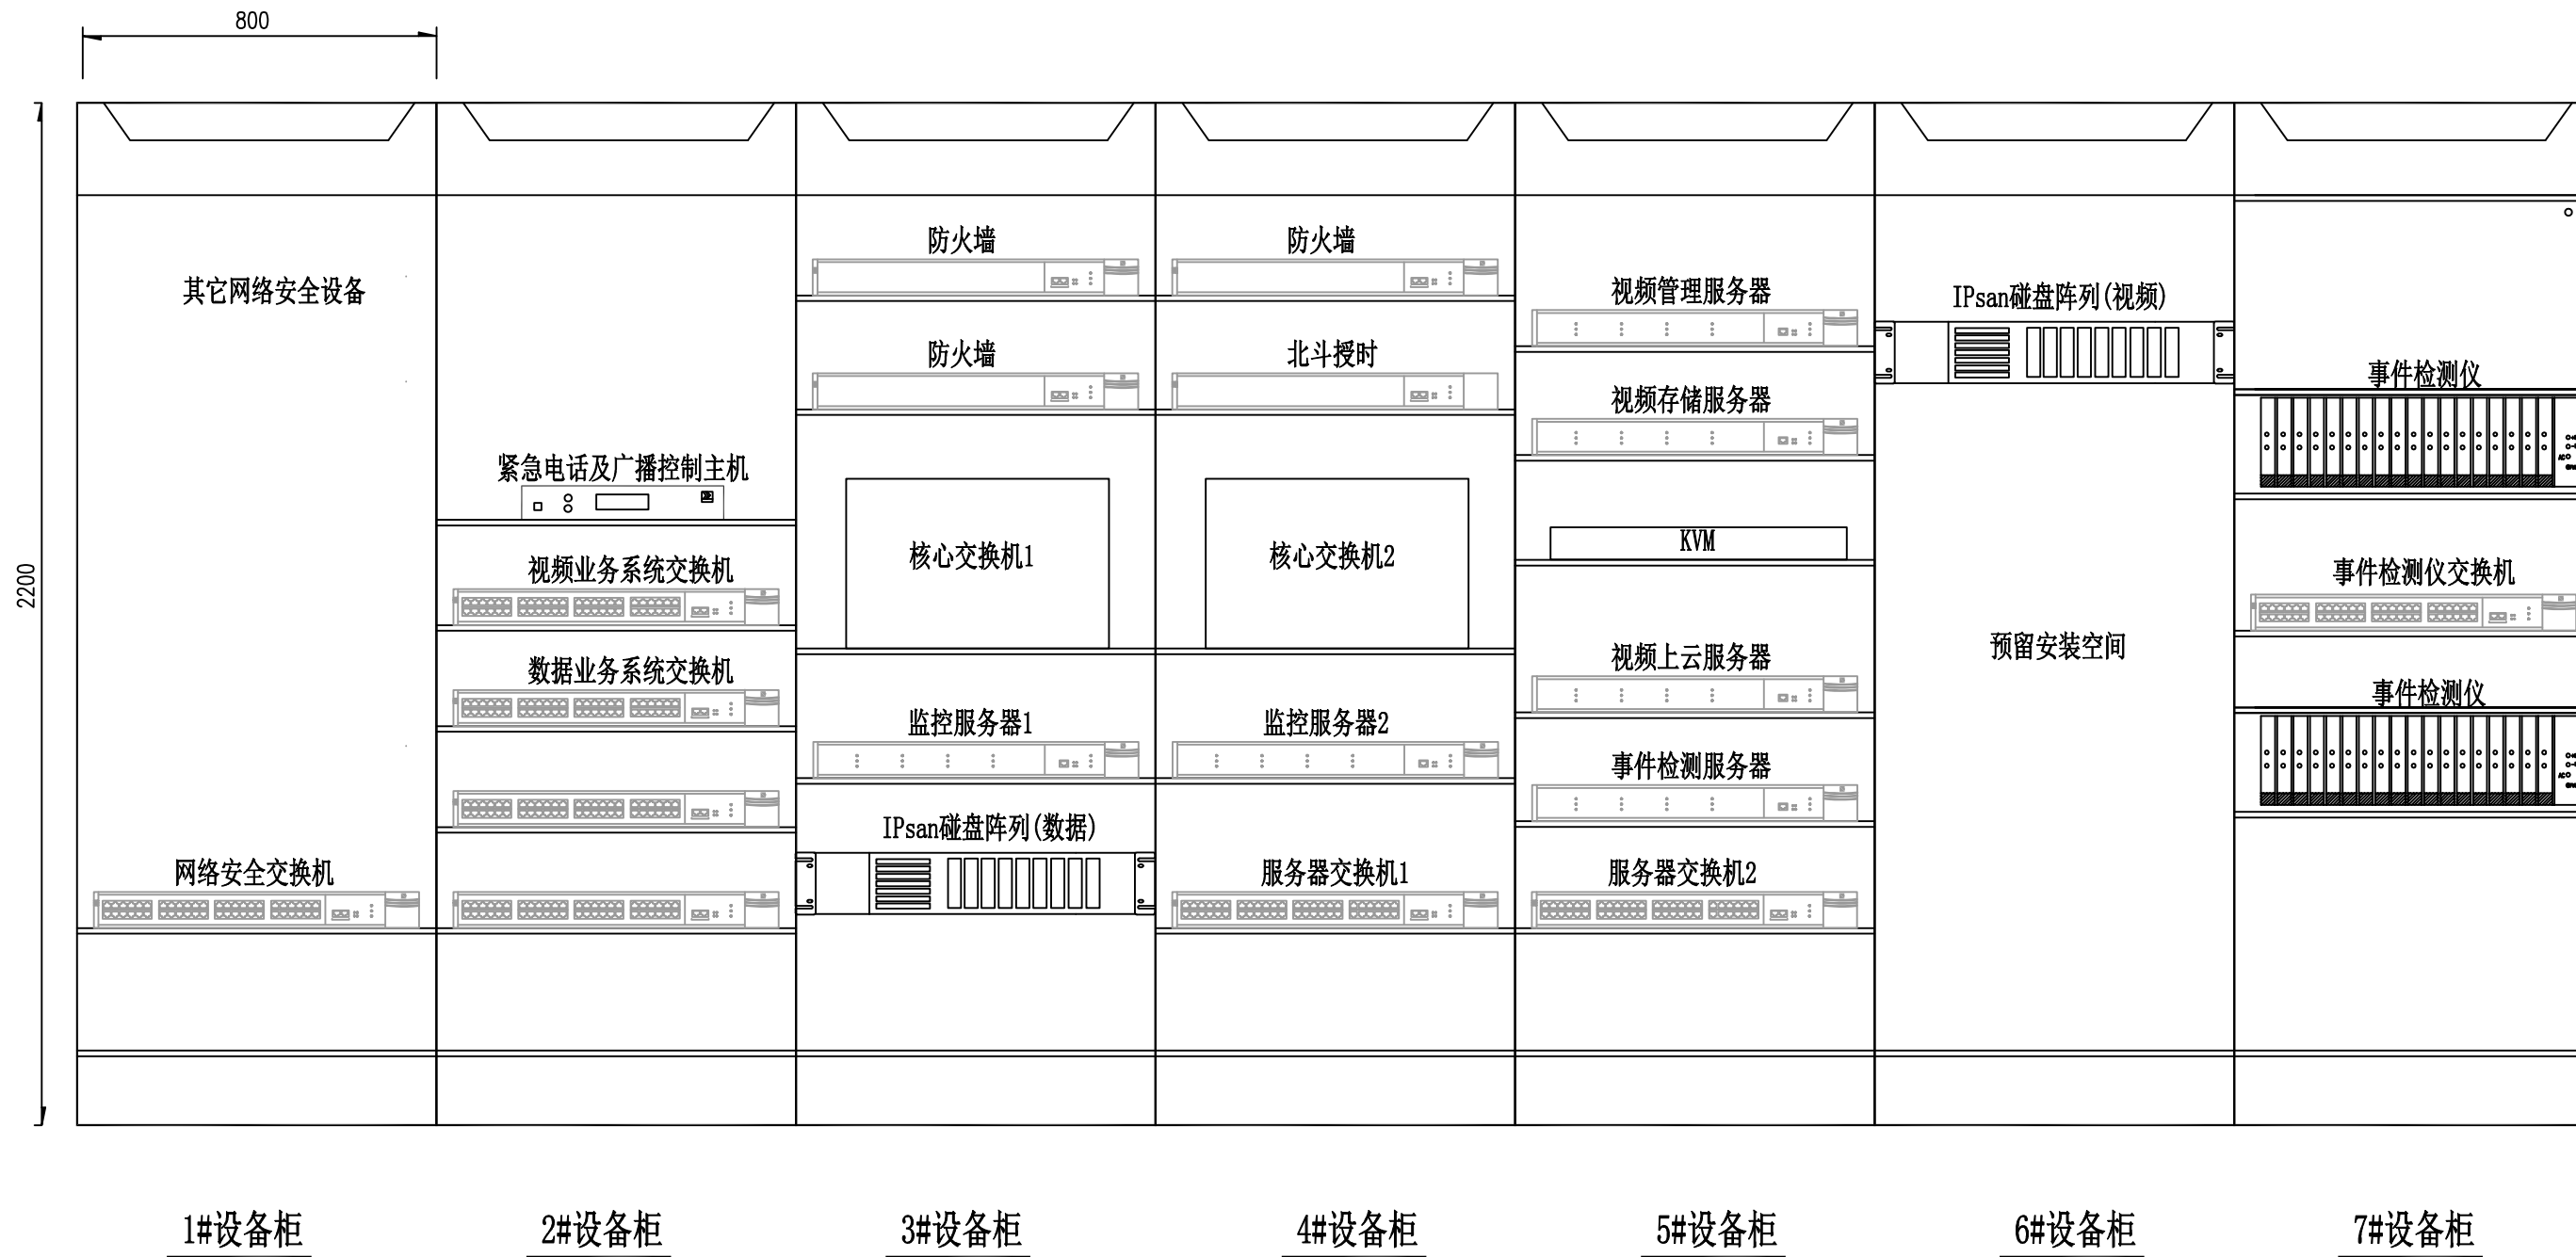 800
2200
其它网络安全设备
网络安全交换机
1#设备柜
紧急电话及广播控制主机
视频业务系统交换机
数据业务系统交换机
2#设备柜
防火墙
防火墙
核心交换机1
监控服务器1
IPsan碰盘阵列(数据)
3#设备柜
防火墙
北斗授时
核心交换机2
监控服务器2
服务器交换机1
4#设备柜
视频管理服务器
视频存储服务器
KVM
视频上云服务器
事件检测服务器
服务器交换机2
5#设备柜
IPsan碰盘阵列(视频)
预留安装空间
6#设备柜
事件检测仪
AC
事件检测仪交换机
事件检测仪
AC
7#设备柜